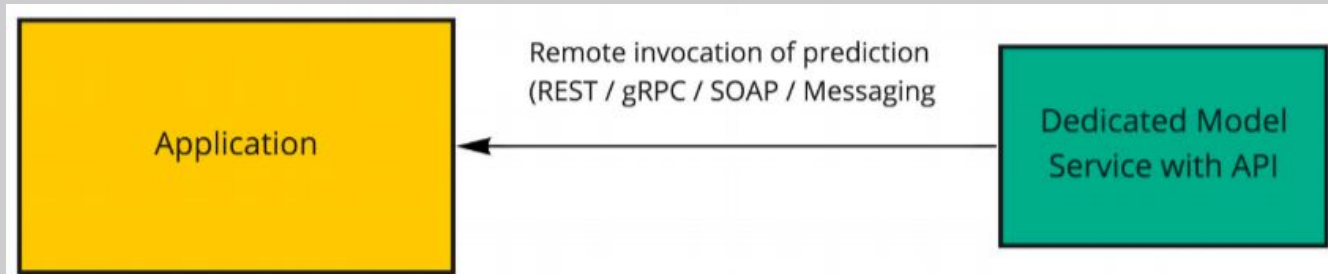 Application
Remote invocation of prediction
(REST / gRPC / SOAP / Messaging
Dedicated Model
Service with API